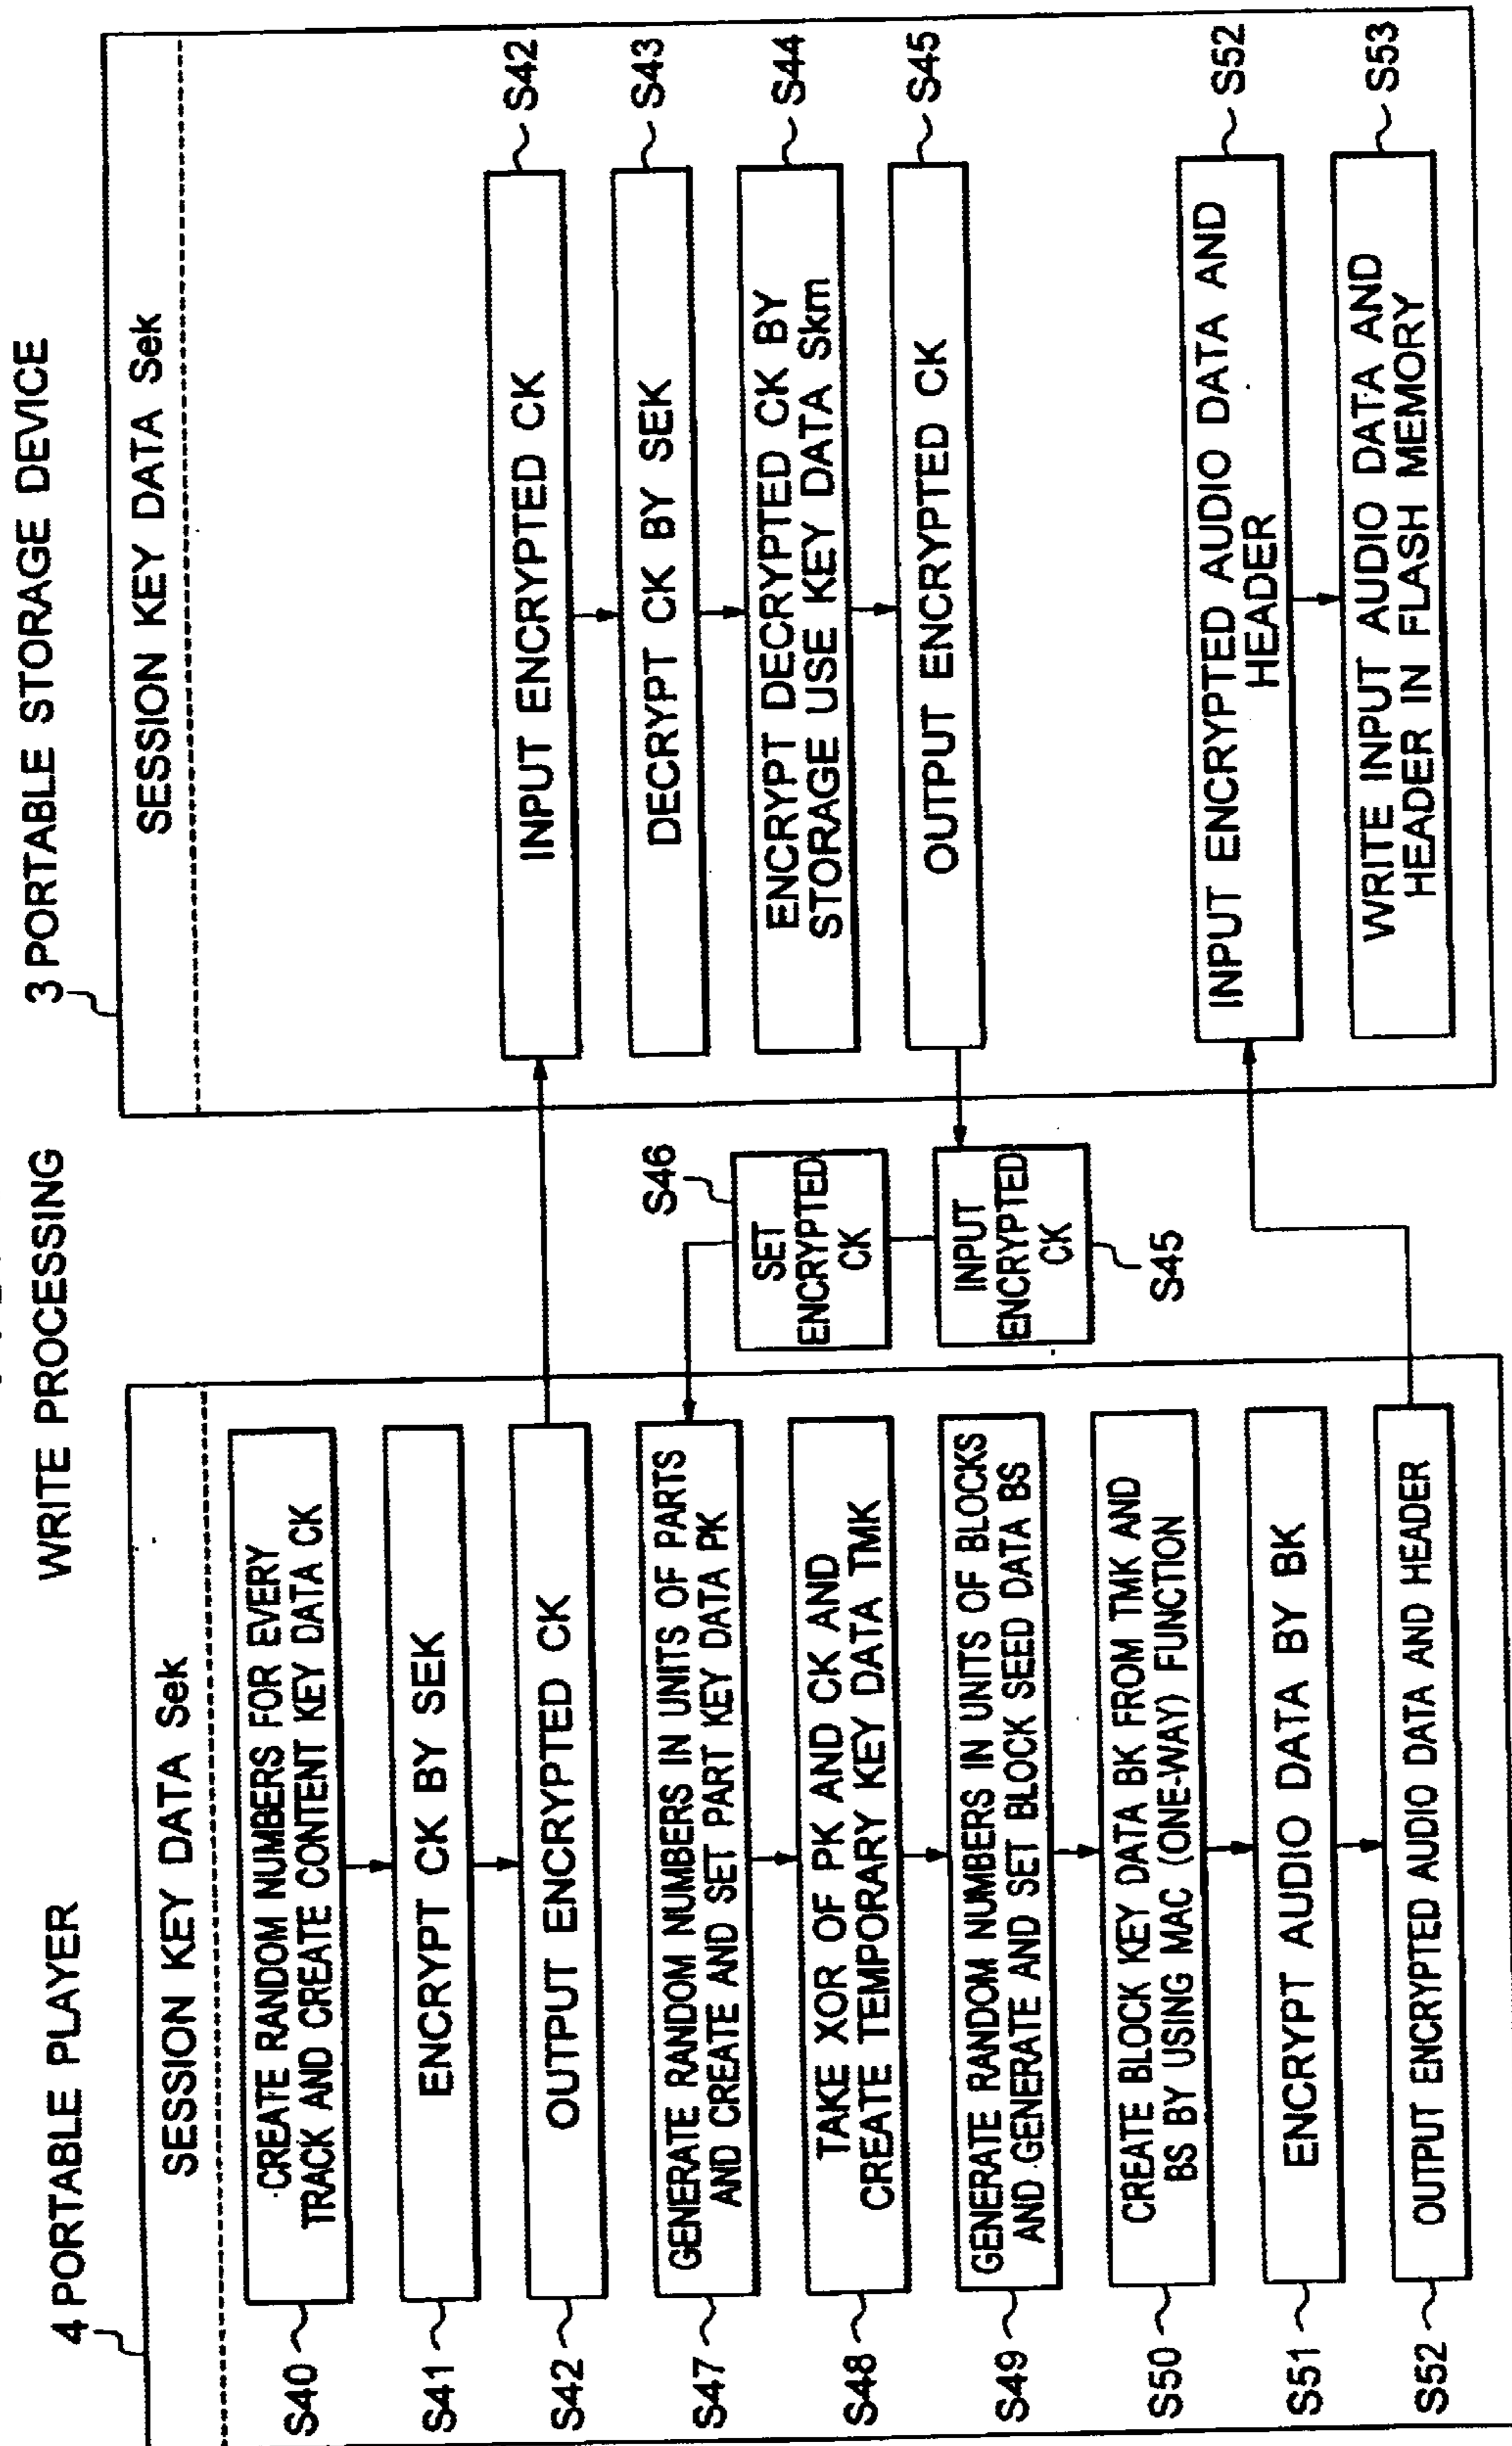 WRITE PROCESSING
4 PORTABLE PLAYER
SESSION KEY DATA Sek
S40
CREATE RANDOM NUMBERS FOR EVERY
TRACK AND CREATE CONTENT KEY DATA CK
S41
ENCRYPT CK BY SEK
S42
OUTPUT ENCRYPTED CK
S47
GENERATE RANDOM NUMBERS IN UNITS OF PARTS
AND CREATE AND SET PART KEY DATA PK
S48
TAKE XOR OF PK AND CK AND
CREATE TEMPORARY KEY DATA TMK
S49
GENERATE RANDOM NUMBERS IN UNITS OF BLOCKS
AND GENERATE AND SET BLOCK SEED DATA BS
S50
CREATE BLOCK KEY DATA BK FROM TMK AND
BS BY USING MAC (ONE-WAY) FUNCTION
S51
ENCRYPT AUDIO DATA BY BK
S52
OUTPUT ENCRYPTED AUDIO DATA AND HEADER
S46
SET
ENCRYPTED
CK
INPUT
ENCRYPTED
CK
S45
3 PORTABLE STORAGE DEVICE
SESSION KEY DATA Sek
INPUT ENCRYPTED CK
S42
DECRYPT CK BY SEK
S43
ENCRYPT DECRYPTED CK BY
STORAGE USE KEY DATA Skm
S44
OUTPUT ENCRYPTED CK
S45
INPUT ENCRYPTED AUDIO DATA AND
HEADER
S52
WRITE INPUT AUDIO DATA AND
HEADER IN FLASH MEMORY
S53